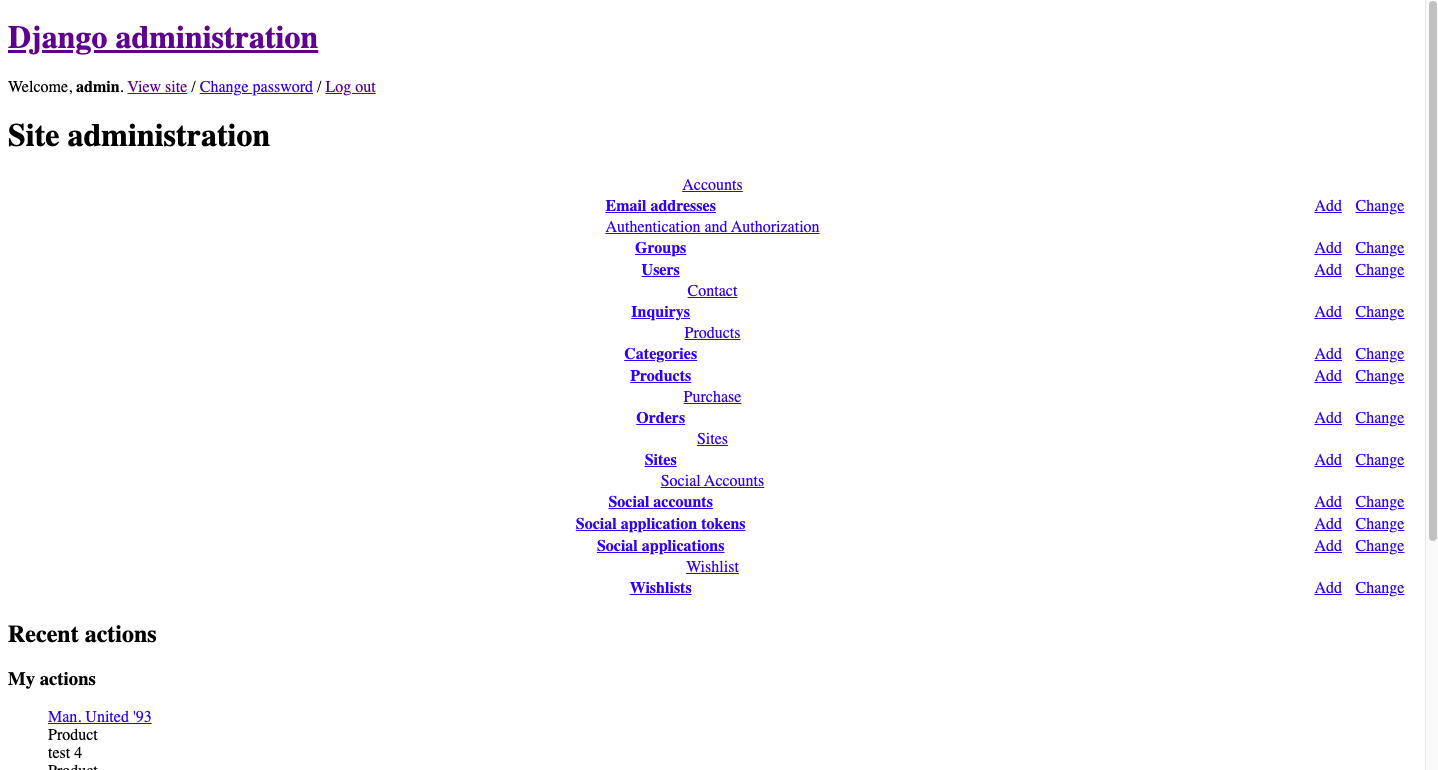 Django administration
Welcome, admin. View site / Change password / Log out
Site administration
Accounts
Email addresses Add Change
Authentication and Authorization
Groups Add Change
Users Add Change
Contact
Inquirys Add Change
Products
Categories Add Change
Products Add Change
Purchase
Orders Add Change
Sites
Sites Add Change
Social Accounts
Social accounts Add Change
Social application tokens Add Change
Social applications Add Change
Wishlist
Wishlists Add Change
Recent actions
My actions
Man. United '93
Product
test 4
Product